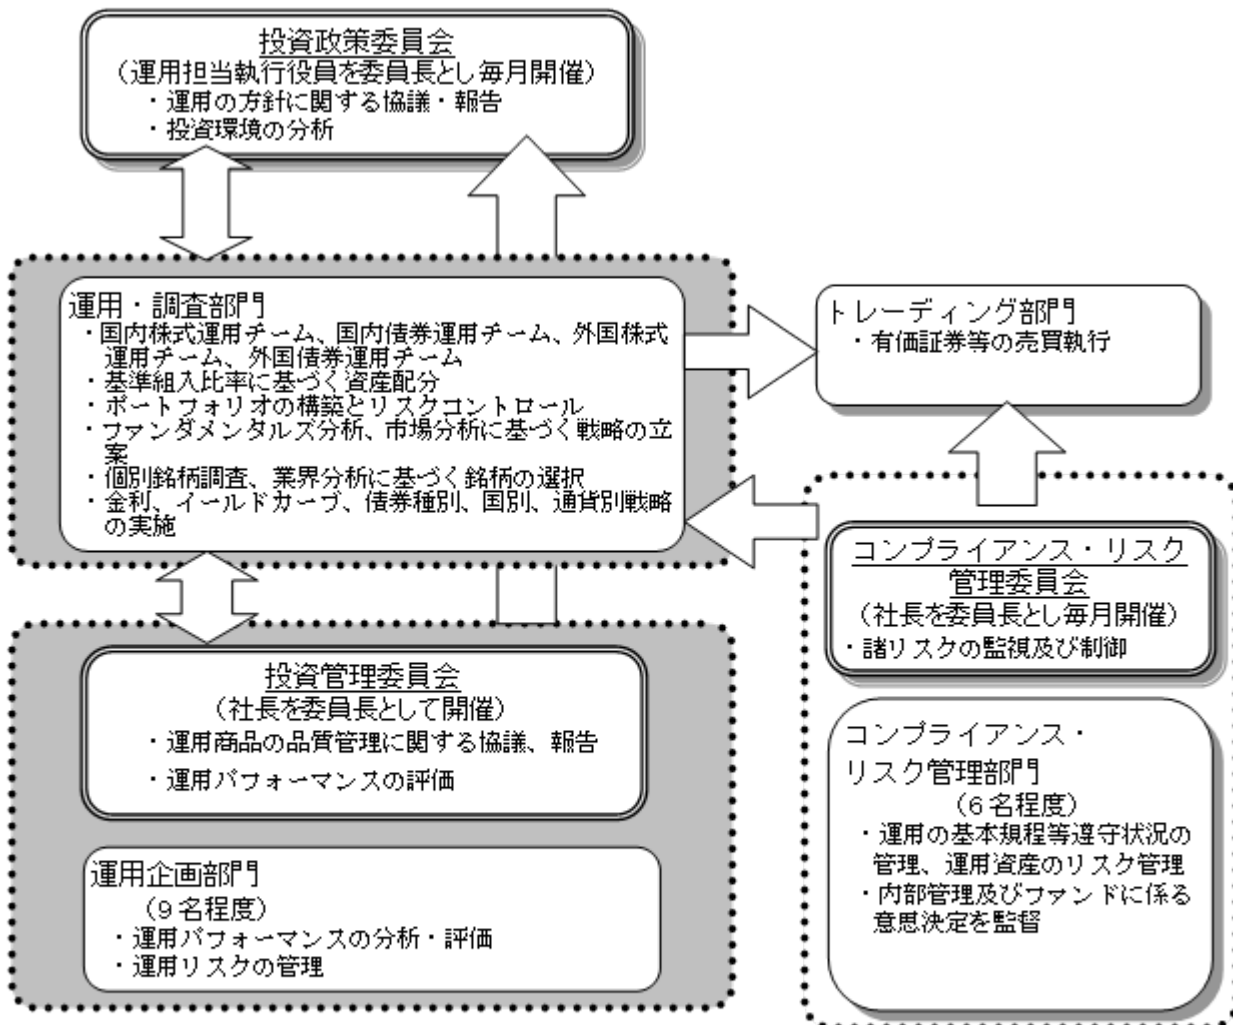 投資政策委員会
（運用担当執行役員を委員長とし毎月開催）
・運用の方針に関する協議・報告
・投資環境の分析
運用・調査部門
・国内株式運用チーム、国内債券運用チーム、外国株式
運用チーム、外国債券運用チーム
・基準組入比率に基づく資産配分
・ポートフォリオの構築とリスクコントロール
・ファンダメンタルズ分析、市場分析に基づく戦略の立
案
・個別銘柄調査、業界分析に基づく銘柄の選択
・金利、イールドカーブ、債券種別、国別、通貨別戦略
の実施
トレーディング部門
・有価証券等の売買執行
投資管理委員会
（社長を委員長として開催）
・運用商品の品質管理に関する協議、報告
・運用パフォーマンスの評価
運用企画部門
（9名程度）
・運用パフォーマンスの分析・評価
・運用リスクの管理
コンプライアンス・リスク
管理委員会
（社長を委員長とし毎月開催）
・諸リスクの監視及び制御
コンプライアンス・
リスク管理部門
（6名程度）
・運用の基本規程等遵守状況の
管理、運用資産のリスク管理
・内部管理及びファンドに係る
意思決定を監督